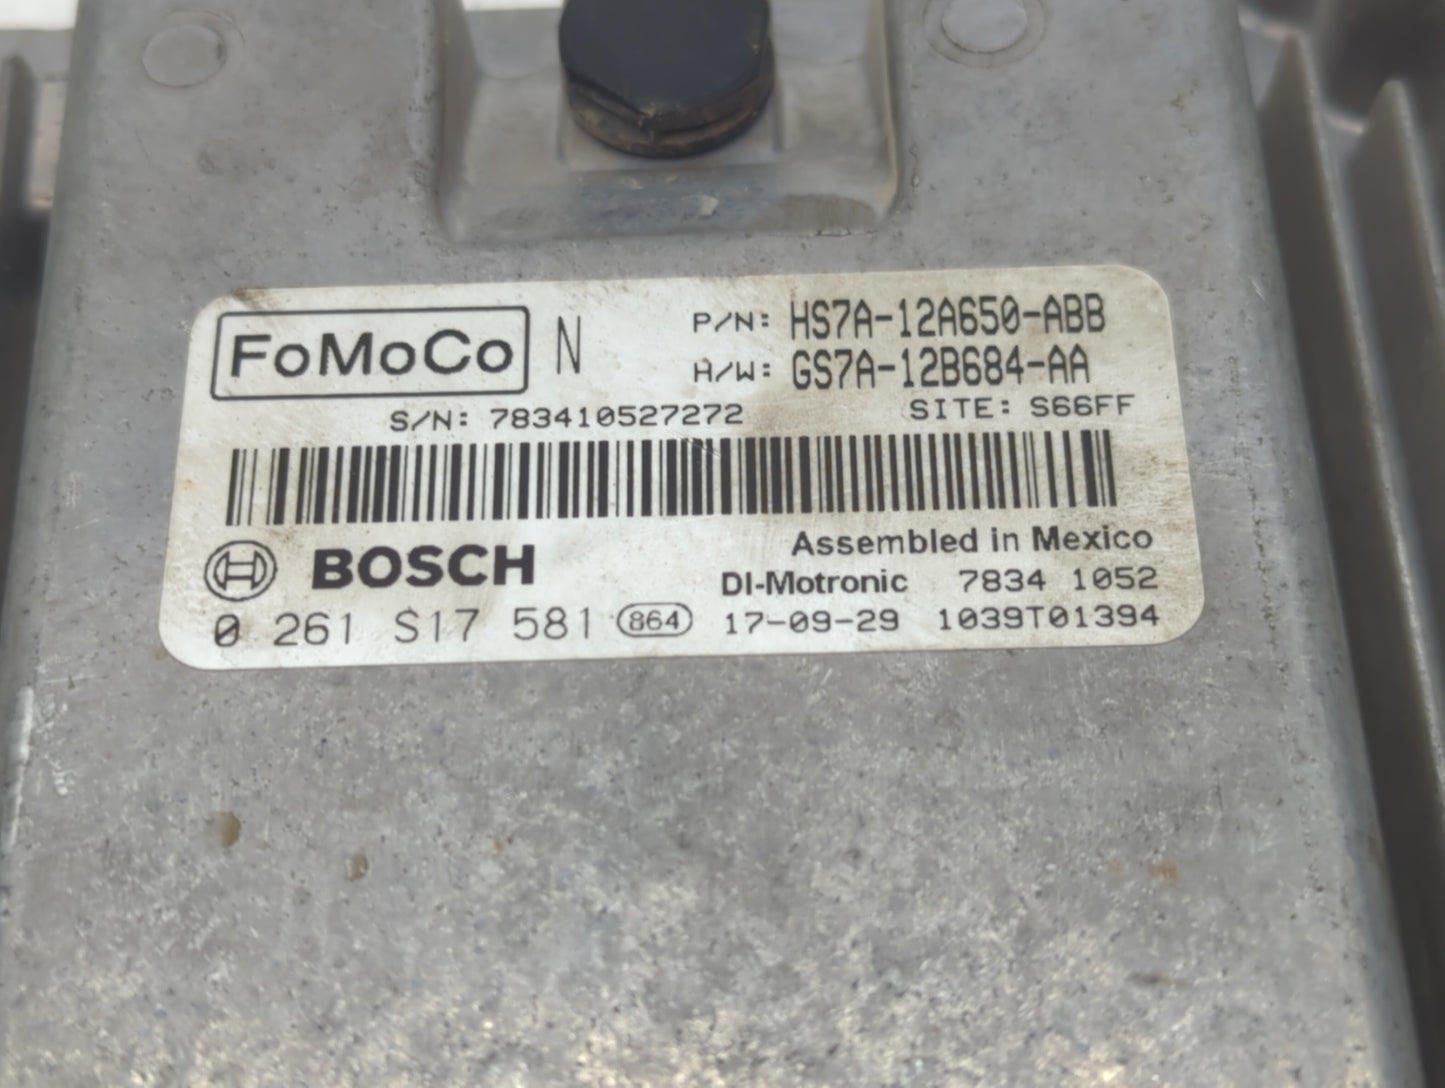 FoMoCo N P/N: HS7A-12A650-ABB
H/W: GS7A-12B684-AA
S/N: 783410527272 SITE: S66FF
Assembled in Mexico
BOSCH DI-Motronic 7834 1052
0 261 S17 581 864 17-09-29 1039T01394